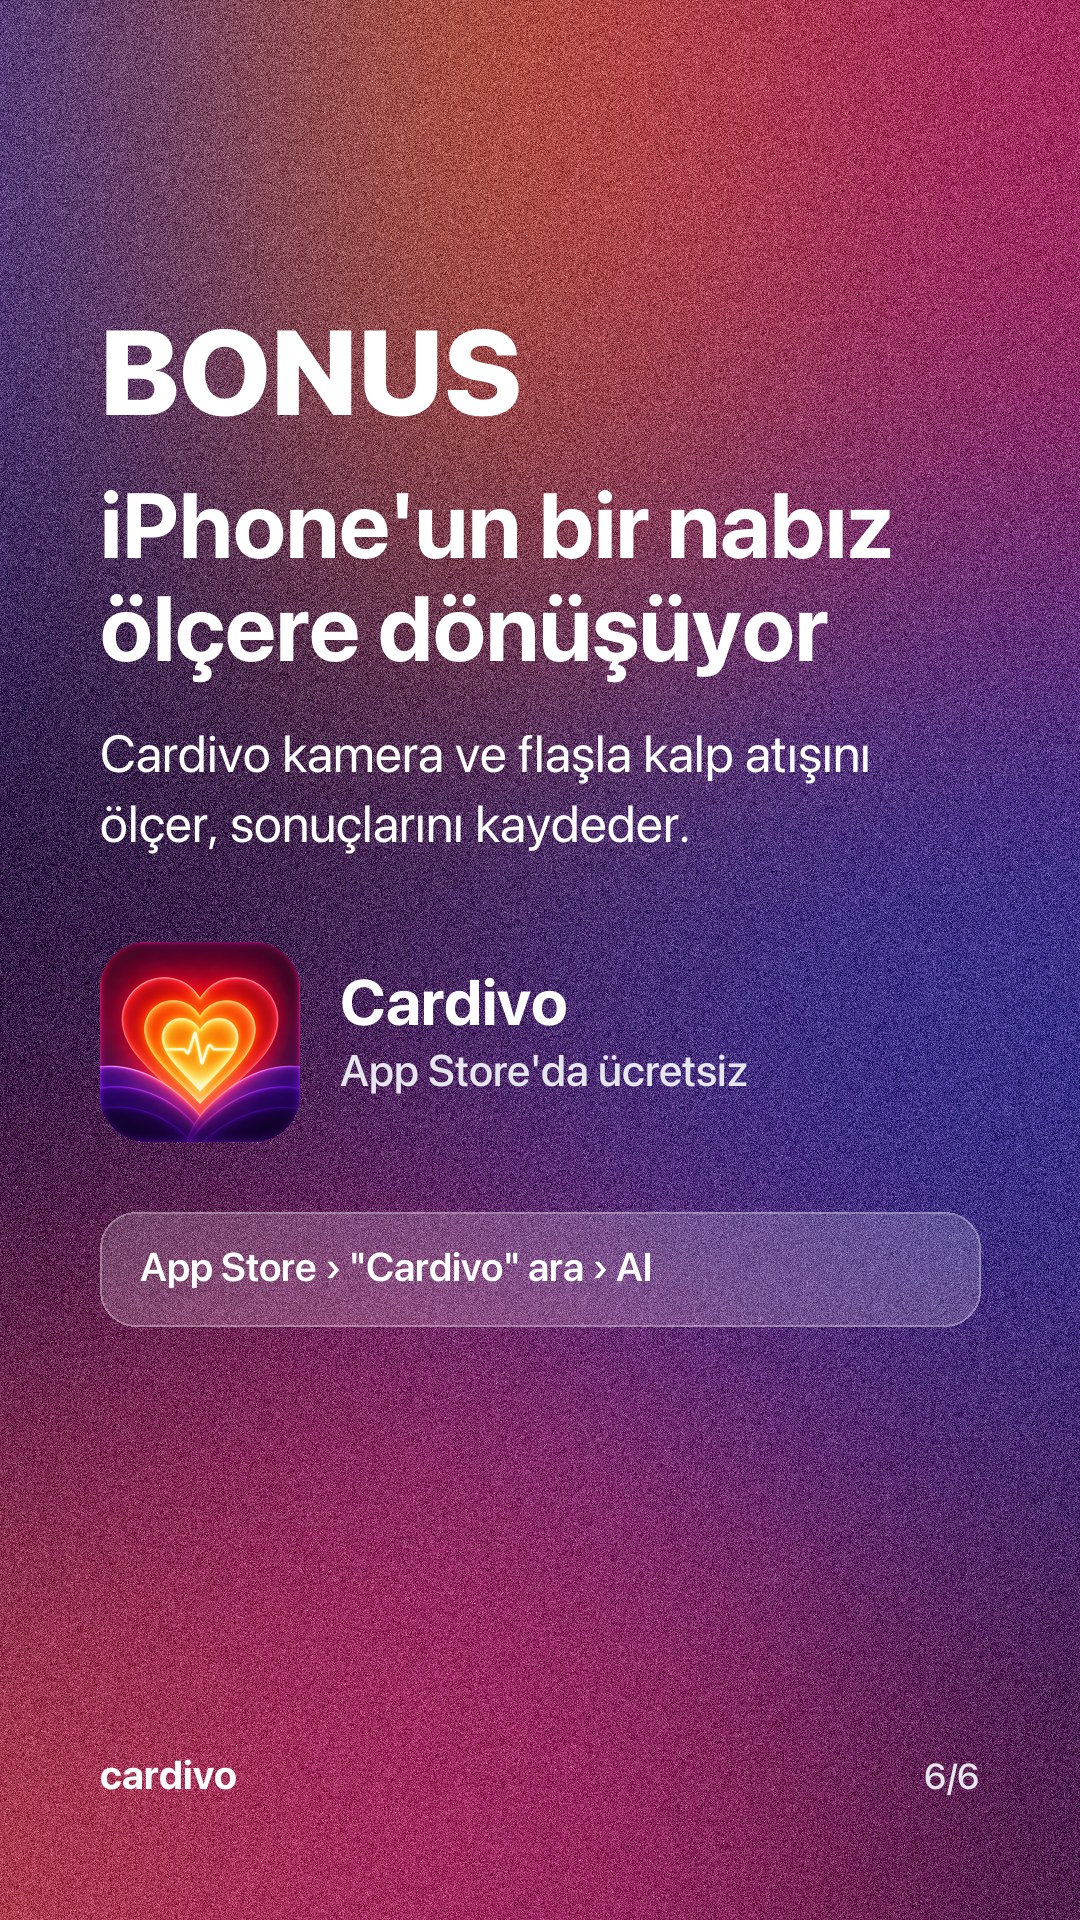 BONUS
iPhone'un bir nabız
ölçere dönüşüyor
Cardivo kamera ve flaşla kalp atışını
ölçer, sonuçlarını kaydeder.
Cardivo
App Store'da ücretsiz
App Store › "Cardivo" ara › Al
cardivo
6/6